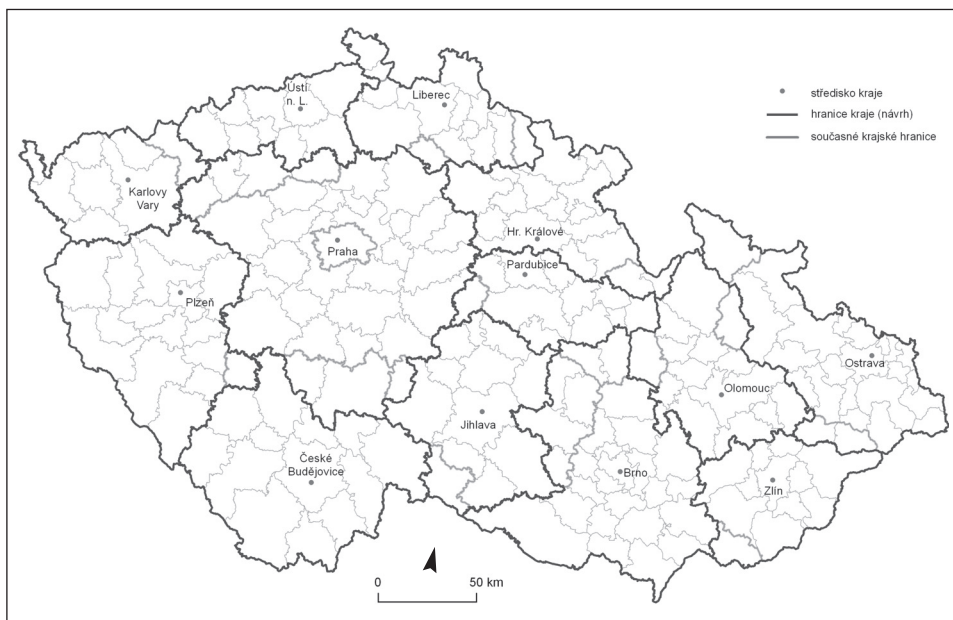 Ústí
n. L.
Liberec
středisko kraje
hranice kraje (návrh)
současné krajské hranice
Karlovy
Vary
Hr. Králové
Praha
Pardubice
Plzeň
Ostrava
Olomouc
Jihlava
České
Budějovice
Brno
Zlín
0
50 km